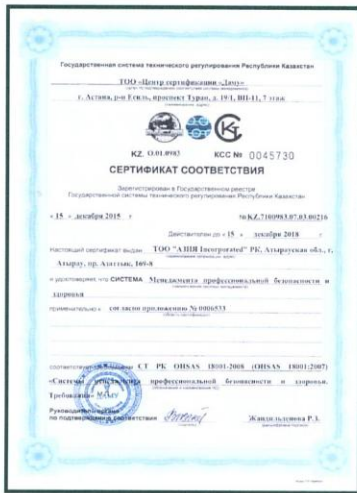 Государственная система технического регулирования Республики Казахстан
ТОО «Центр сертификации «Даму»
г. Астана, р-н Есиль, проспект Туран, д. 19/1, ВП-11, 7 этаж
KZ. О.01.0983 КСС № 0045730
СЕРТИФИКАТ СООТВЕТСТВИЯ
Зарегистрирован в Государственном реестре
Государственной системы технического регулирования Республики Казахстан
« 15 » декабря 2015 г № KZ.7100983.07.03.00216
Действителен до « 15 » декабря 2018 г
Настоящий сертификат выдан ТОО "АЗИЯ Incorporated" РК, Атырауская обл., г.
Атырау, пр. Азаттык, 169-8
и удостоверяет, что СИСТЕМА Менеджмента профессиональной безопасности и
здоровья
применительно к согласно приложению № 0006533
соответствует СТ РК OHSAS 18001-2008 (OHSAS 18001:2007)
«Системы менеджмента профессиональной безопасности и здоровья.
Требования»
Руководитель органа
по подтверждению соответствия Жандильденова Р.З.